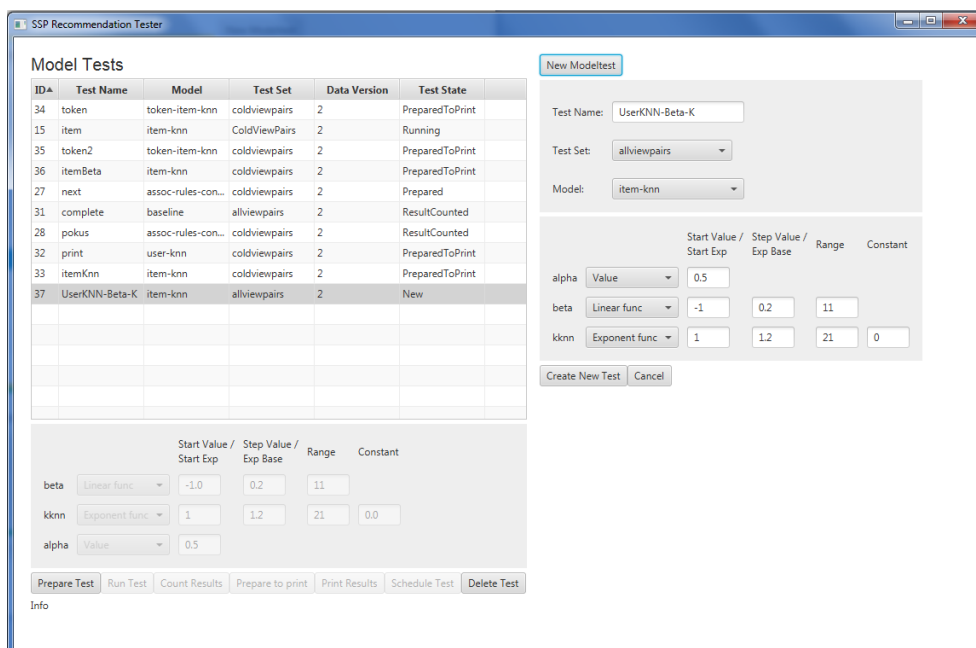 SSP Recommendation Tester
Model Tests
ID Test Name Model Test Set Data Version Test State
34 token token-item-knn coldviewpairs 2 PreparedToPrint
15 item item-knn ColdViewPairs 2 Running
35 token2 token-item-knn coldviewpairs 2 PreparedToPrint
36 itemBeta item-knn coldviewpairs 2 PreparedToPrint
27 next assoc-rules-con... coldviewpairs 2 Prepared
31 complete baseline allviewpairs 2 ResultCounted
28 pokus assoc-rules-con... coldviewpairs 2 ResultCounted
32 print user-knn coldviewpairs 2 PreparedToPrint
33 itemKnn item-knn coldviewpairs 2 PreparedToPrint
37 UserKNN-Beta-K item-knn allviewpairs 2 New
Start Value / Step Value /
Start Exp Exp Base Range Constant
beta Linear func -1.0 0.2 11
kknn Exponent func 1 1.2 21 0.0
alpha Value 0.5
Prepare Test Run Test Count Results Prepare to print Print Results Schedule Test Delete Test
Info
New Modeltest
Test Name: UserKNN-Beta-K
Test Set: allviewpairs
Model: item-knn
Start Value / Step Value /
Start Exp Exp Base Range Constant
alpha Value 0.5
beta Linear func -1 0.2 11
kknn Exponent func 1 1.2 21 0
Create New Test Cancel